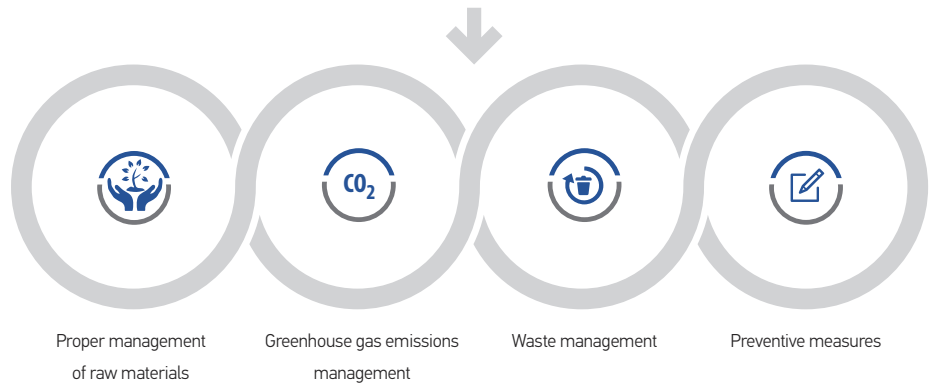 CO₂
Proper management
of raw materials
Greenhouse gas emissions
management
Waste management
Preventive measures